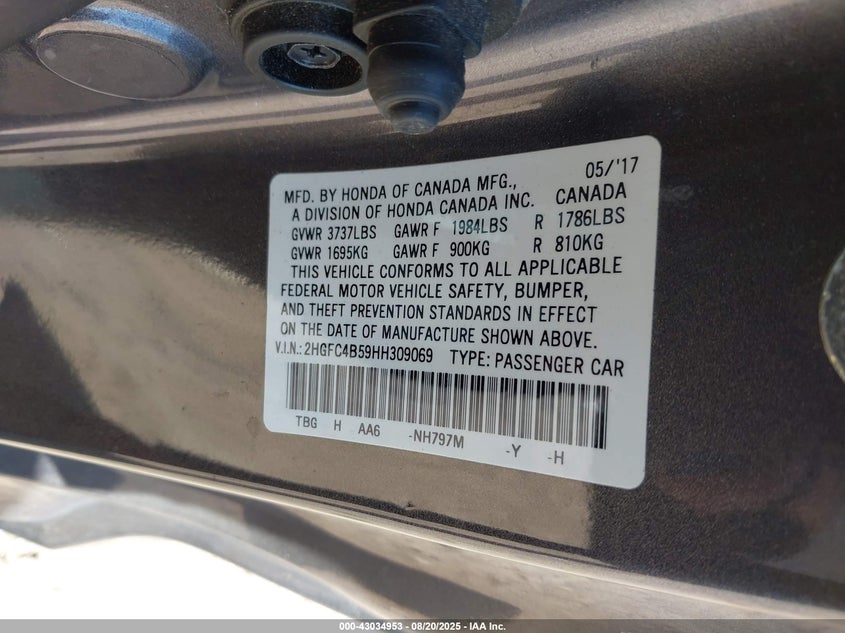 05/'17
MFD. BY HONDA OF CANADA MFG.,
A DIVISION OF HONDA CANADA INC. CANADA
GVWR 3737LBS GAWR F 1984LBS R 1786LBS
GVWR 1695KG GAWR F 900KG R 810KG
THIS VEHICLE CONFORMS TO ALL APPLICABLE
FEDERAL MOTOR VEHICLE SAFETY, BUMPER,
AND THEFT PREVENTION STANDARDS IN EFFECT
ON THE DATE OF MANUFACTURE SHOWN ABOVE.
V.I.N.: 2HGFC4B59HH309069 TYPE: PASSENGER CAR
TBG H AA6 -NH797M -Y -H
000-43034953 - 08/20/2025 - IAA Inc.